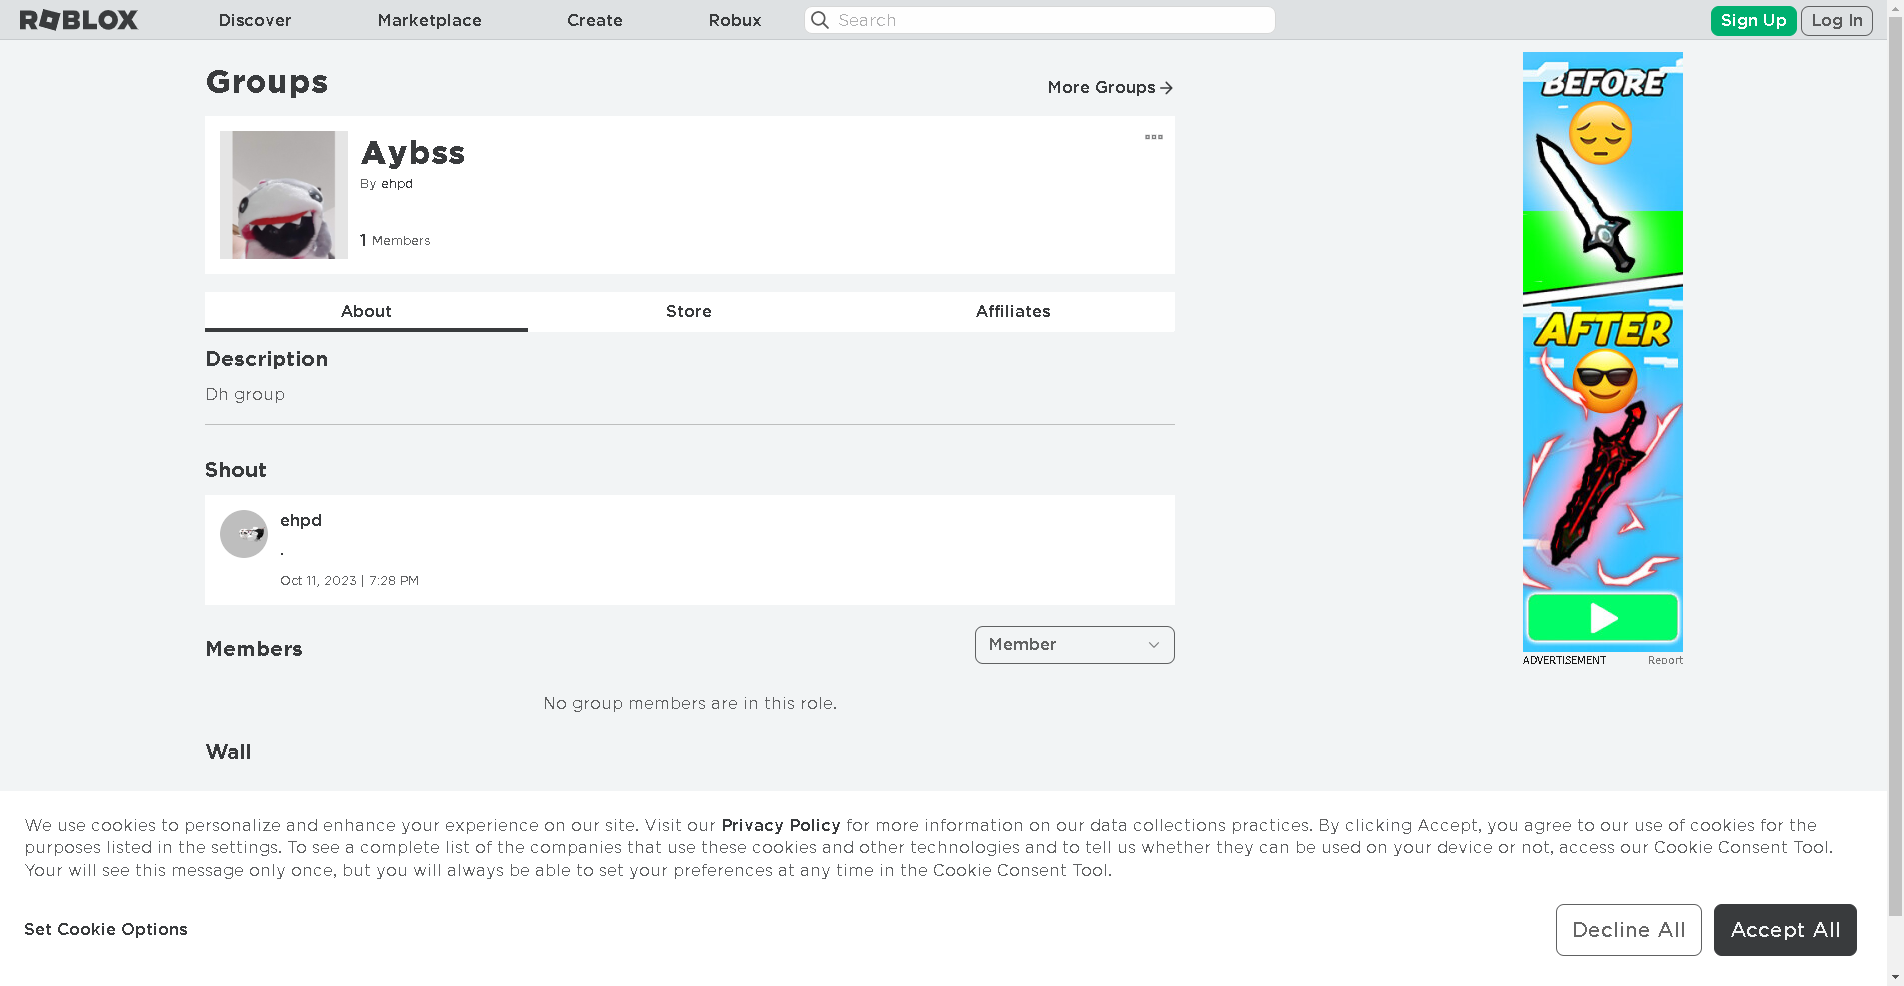 ROBLOX
Discover
Marketplace
Create
Robux
Search
Sign Up
Log In
Groups
More Groups
Aybss
By ehpd
1 Members
About
Store
Affiliates
Description
Dh group
Shout
ehpd
.
Oct 11, 2023 | 7:28 PM
Members
Member
No group members are in this role.
Wall
BEFORE
AFTER
ADVERTISEMENT
Report
We use cookies to personalize and enhance your experience on our site. Visit our Privacy Policy for more information on our data collections practices. By clicking Accept, you agree to our use of cookies for the
purposes listed in the settings. To see a complete list of the companies that use these cookies and other technologies and to tell us whether they can be used on your device or not, access our Cookie Consent Tool.
Your will see this message only once, but you will always be able to set your preferences at any time in the Cookie Consent Tool.
Set Cookie Options
Decline All
Accept All